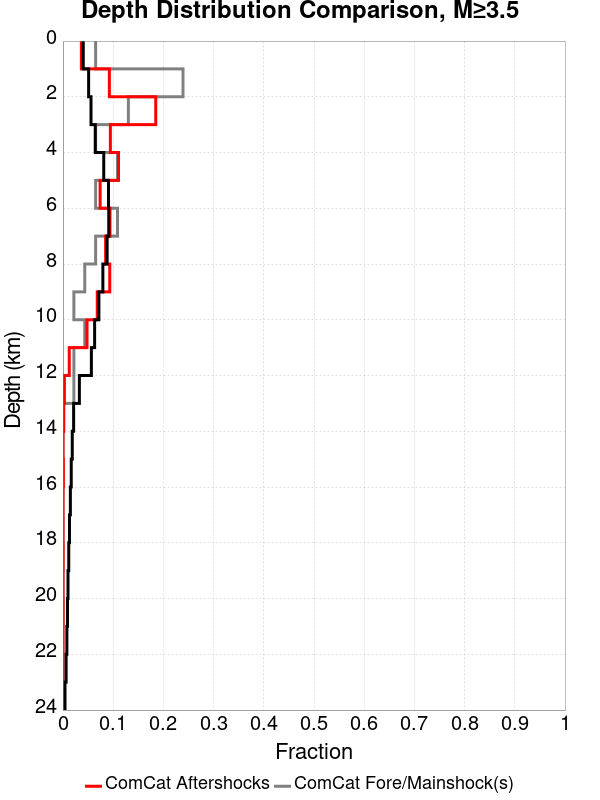 Depth Distribution Comparison, M≥3.5
0
2
4
6
8
10
12
14
16
18
20
22
24
Depth (km)
0 0.1 0.2 0.3 0.4 0.5 0.6 0.7 0.8 0.9 1
Fraction
ComCat Aftershocks ComCat Fore/Mainshock(s)